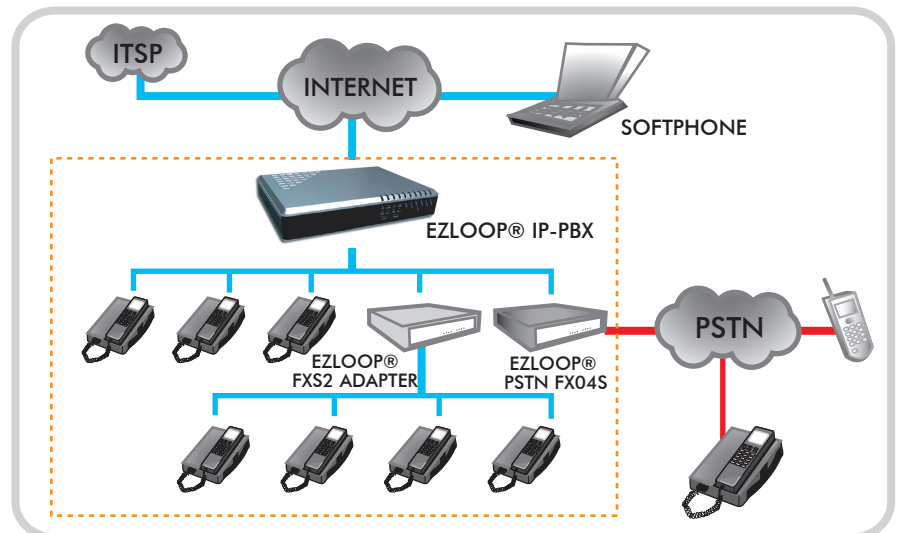 ITSP
INTERNET
SOFTPHONE
EZLOOP® IP-PBX
EZLOOP®
FXS2 ADAPTER
EZLOOP®
PSTN FX04S
PSTN